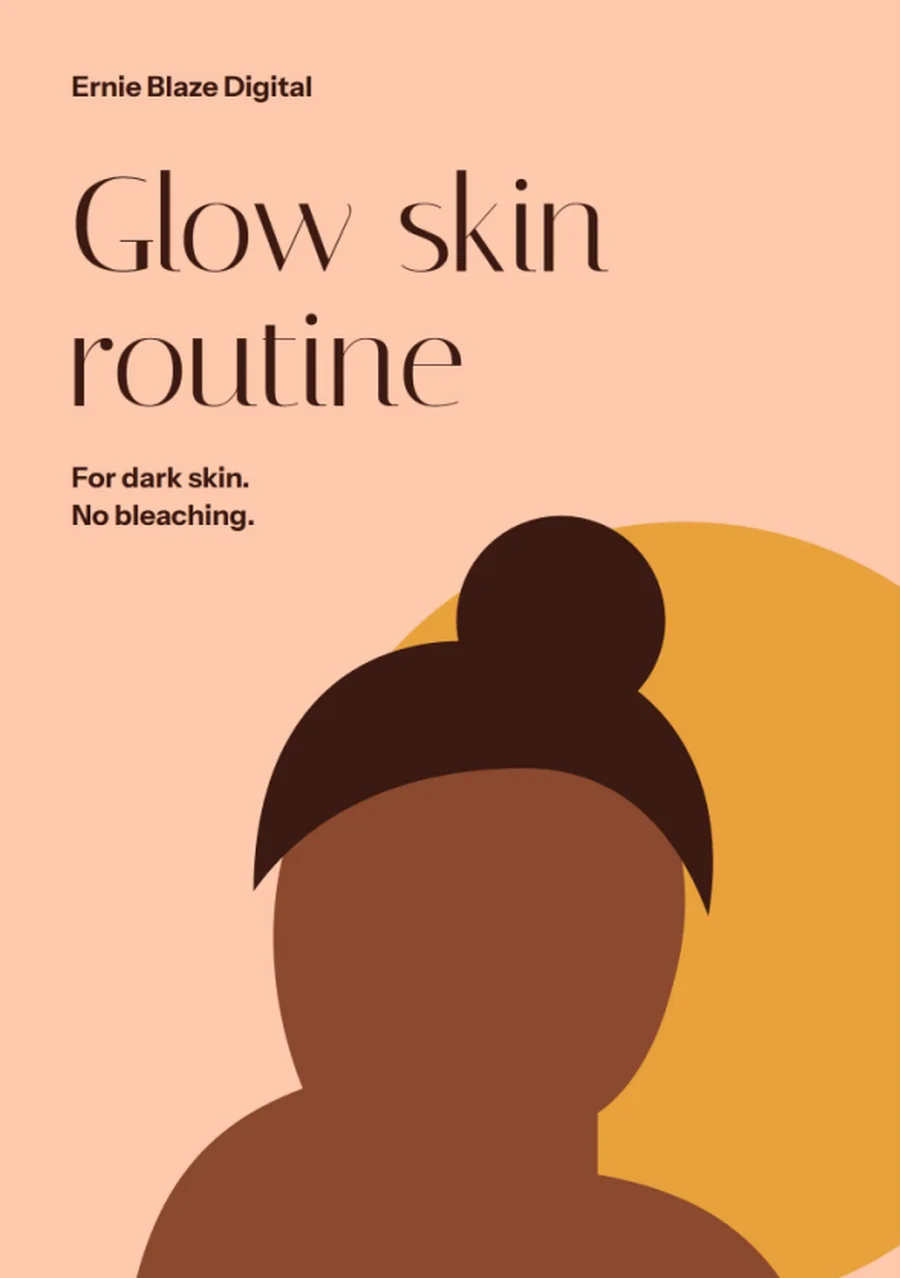 Ernie Blaze Digital
Glow skin
routine
For dark skin.
No bleaching.